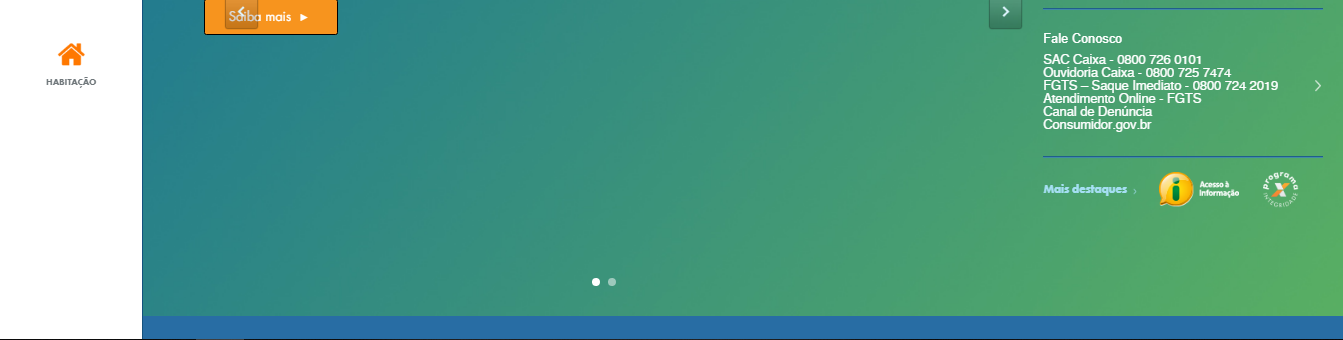 Saiba mais ►
HABITAÇÃO
Fale Conosco
SAC Caixa - 0800 726 0101
Ouvidoria Caixa - 0800 725 7474
FGTS – Saque Imediato - 0800 724 2019
Atendimento Online - FGTS
Canal de Denúncia
Consumidor.gov.br
Mais destaques ›
i
Acesso à
Informação
programa
X
INTEGRIDADE